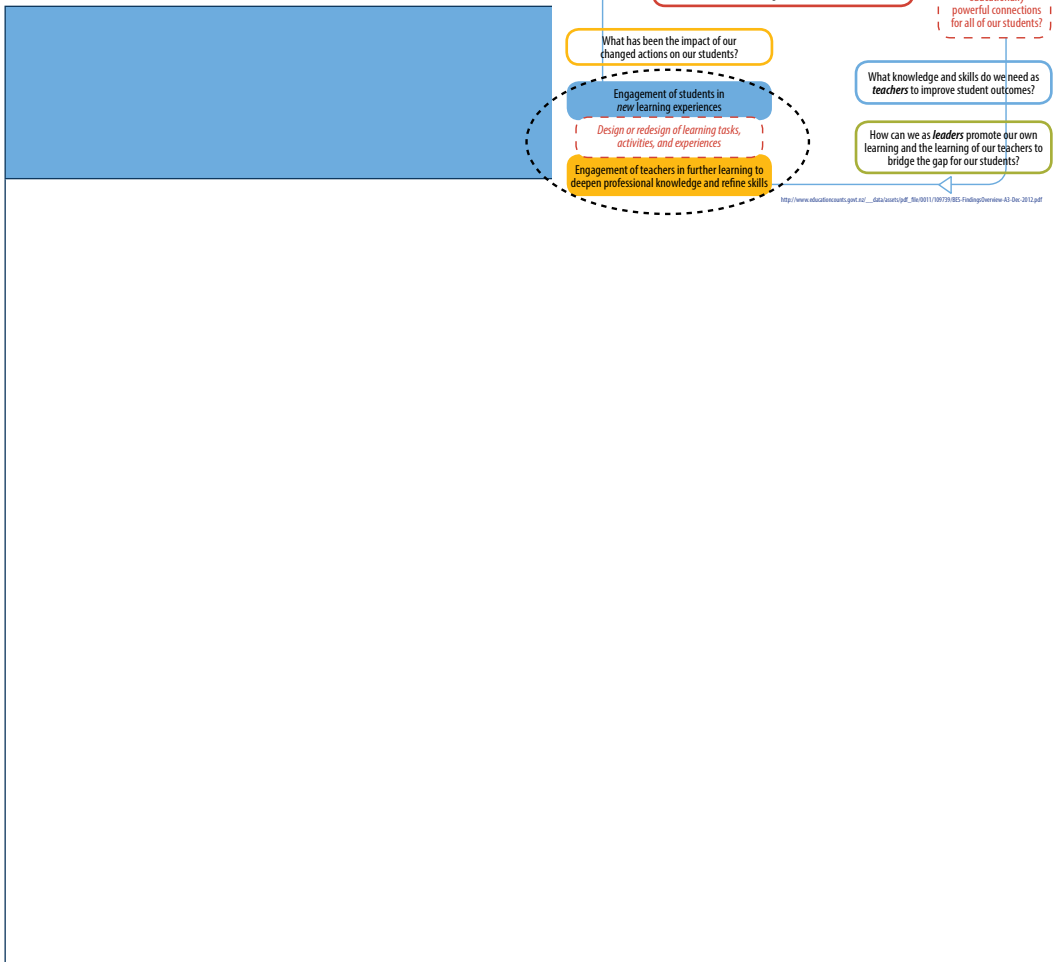 powerful connections
for all of our students?
What has been the impact of our
changed actions on our students?
Engagement of students in
new learning experiences
Design or redesign of learning tasks,
activities, and experiences
Engagement of teachers in further learning to
deepen professional knowledge and refine skills
What knowledge and skills do we need as
teachers to improve student outcomes?
How can we as leaders promote our own
learning and the learning of our teachers to
bridge the gap for our students?
http://www.educationcounts.govt.nz/__data/assets/pdf_file/0011/109739/BES-FindingsOverview-A3-Dec-2012.pdf